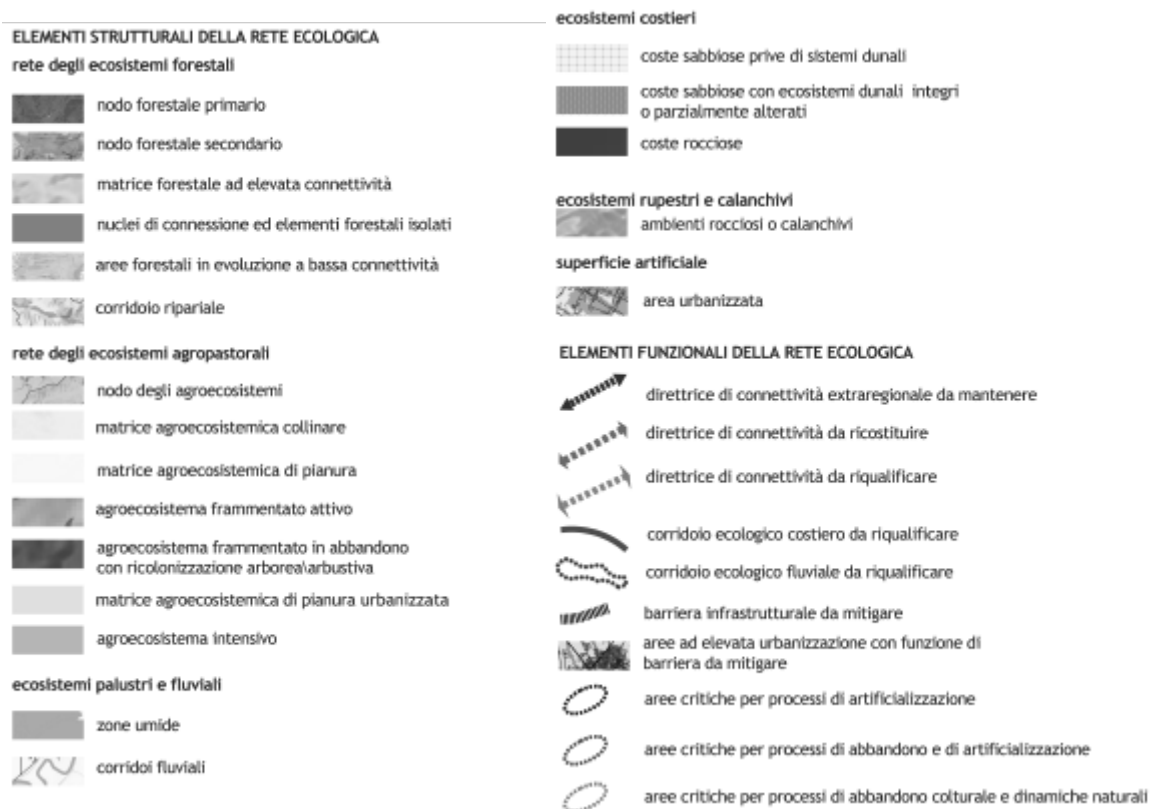 ELEMENTI STRUTTURALI DELLA RETE ECOLOGICA
rete degli ecosistemi forestali
nodo forestale primario
nodo forestale secondario
matrice forestale ad elevata connettività
nuclei di connessione ed elementi forestali isolati
aree forestali in evoluzione a bassa connettività
corridoio ripariale
rete degli ecosistemi agropastorali
nodo degli agroecosistemi
matrice agroecosistemica collinare
matrice agroecosistemica di pianura
agroecosistema frammentato attivo
agroecosistema frammentato in abbandono
con ricolonizzazione arborea\arbustiva
matrice agroecosistemica di pianura urbanizzata
agroecosistema intensivo
ecosistemi palustri e fluviali
zone umide
corridoi fluviali
ecosistemi costieri
coste sabbiose prive di sistemi dunali
coste sabbiose con ecosistemi dunali integri
o parzialmente alterati
coste rocciose
ecosistemi rupestri e calanchivi
ambienti rocciosi o calanchivi
superficie artificiale
area urbanizzata
ELEMENTI FUNZIONALI DELLA RETE ECOLOGICA
direttrice di connettività extraregionale da mantenere
direttrice di connettività da ricostituire
direttrice di connettività da riqualificare
corridoio ecologico costiero da riqualificare
corridoio ecologico fluviale da riqualificare
barriera infrastrutturale da mitigare
aree ad elevata urbanizzazione con funzione di
barriera da mitigare
aree critiche per processi di artificializzazione
aree critiche per processi di abbandono e di artificializzazione
aree critiche per processi di abbandono colturale e dinamiche naturali